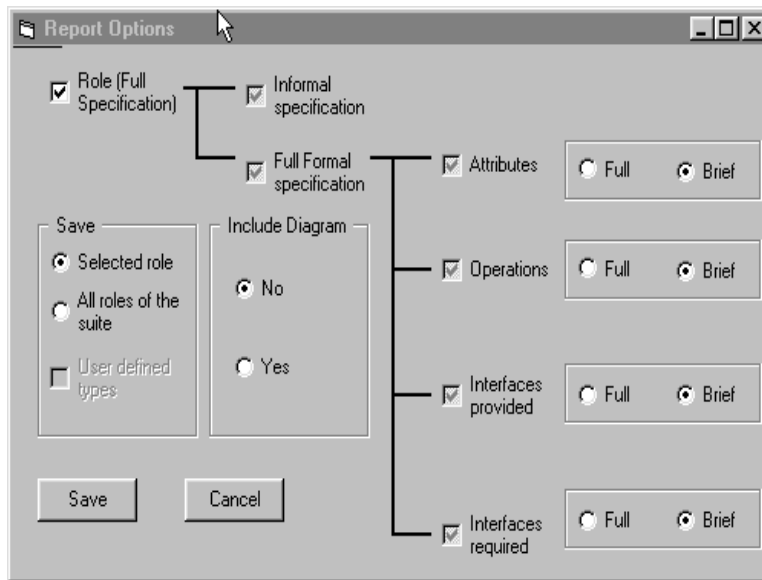 Report Options
Role (Full
Specification)
Informal
specification
Full Formal
specification
Attributes
Full
Brief
Operations
Full
Brief
Interfaces
provided
Full
Brief
Interfaces
required
Full
Brief
Save
Selected role
All roles of the
suite
User defined
types
Include Diagram
No
Yes
Save
Cancel